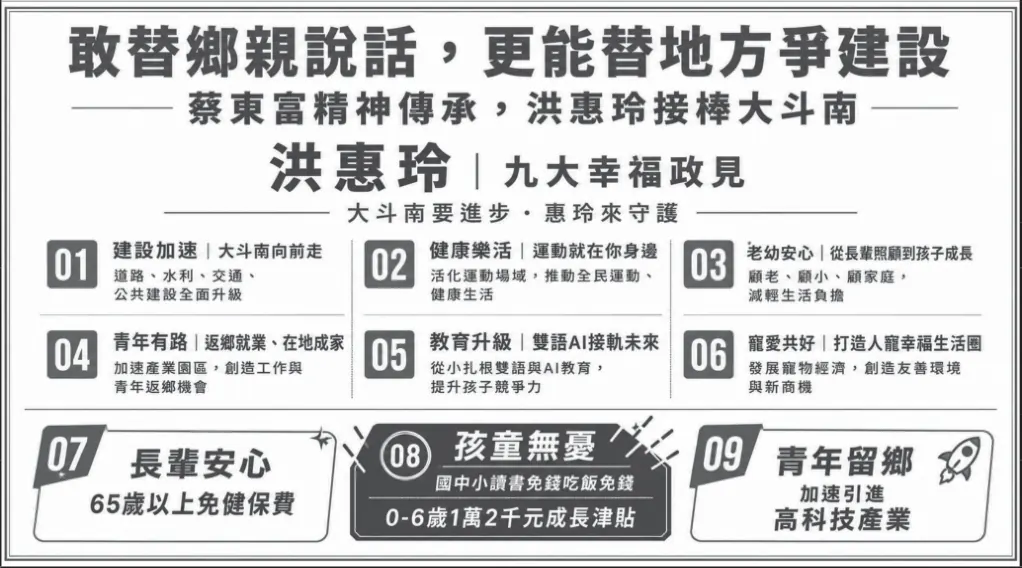 敢替鄉親說話，更能替地方爭建設
蔡東富精神傳承，洪惠玲接棒大斗南
洪惠玲｜九大幸福政見
大斗南要進步．惠玲來守護
01 建設加速｜大斗南向前走
道路、水利、交通、
公共建設全面升級
02 健康樂活｜運動就在你身邊
活化運動場域，推動全民運動、
健康生活
03 老幼安心｜從長輩照顧到孩子成長
顧老、顧小、顧家庭，
減輕生活負擔
04 青年有路｜返鄉就業、在地成家
加速產業園區，創造工作與
青年返鄉機會
05 教育升級｜雙語AI接軌未來
從小扎根雙語與AI教育，
提升孩子競爭力
06 寵愛共好｜打造人寵幸福生活圈
發展寵物經濟，創造友善環境
與新商機
07
長輩安心
65歲以上免健保費
08 孩童無憂
國中小讀書免錢吃飯免錢
0-6歲1萬2千元成長津貼
09
青年留鄉
加速引進
高科技產業